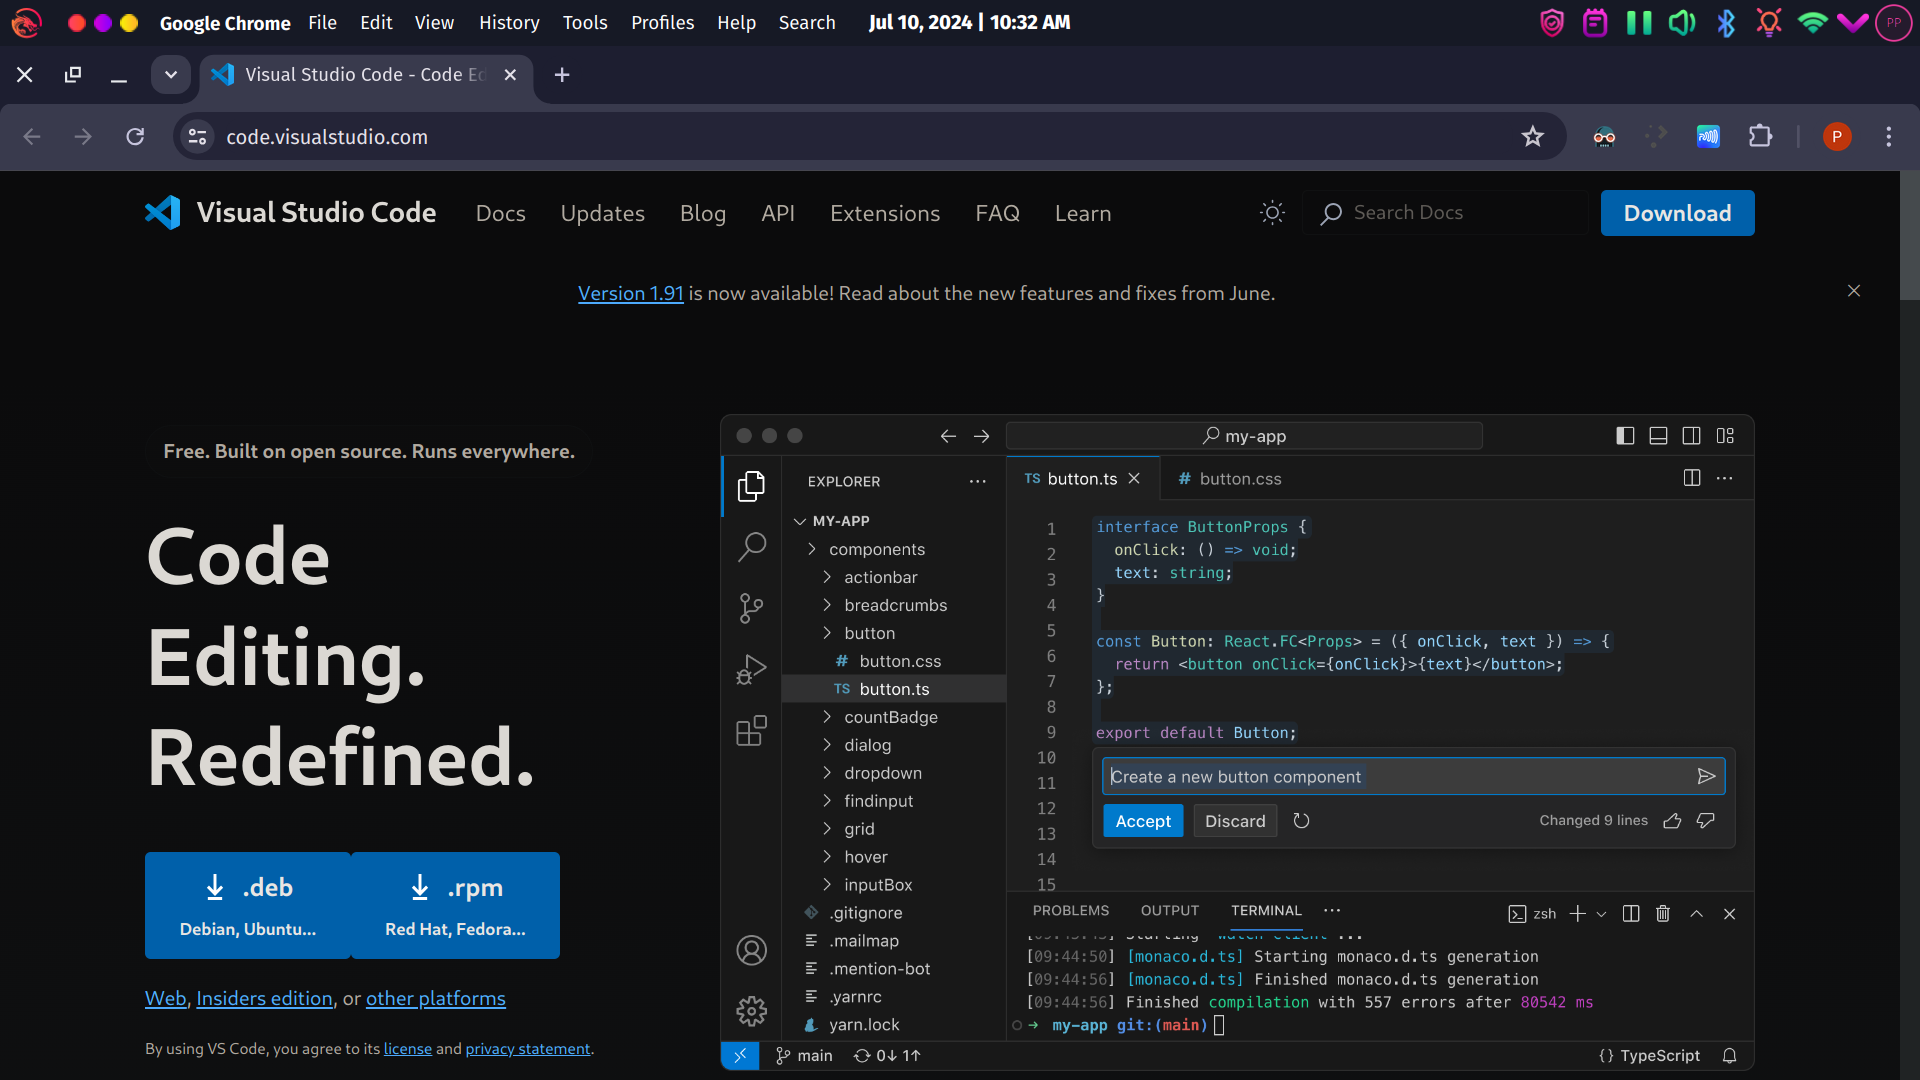 Google Chrome File Edit View History Tools Profiles Help Search Jul 10, 2024 | 10:32 AM PP
Visual Studio Code - Code Ed
code.visualstudio.com P
Visual Studio Code Docs Updates Blog API Extensions FAQ Learn Search Docs Download
Version 1.91 is now available! Read about the new features and fixes from June.
Free. Built on open source. Runs everywhere.
Code
Editing.
Redefined.
.deb
Debian, Ubuntu...
.rpm
Red Hat, Fedora...
Web, Insiders edition, or other platforms
By using VS Code, you agree to its license and privacy statement.
my-app
EXPLORER
MY-APP
components
actionbar
breadcrumbs
button
# button.css
TS button.ts
countBadge
dialog
dropdown
findinput
grid
hover
inputBox
.gitignore
.mailmap
.mention-bot
.yarnrc
yarn.lock
TS button.ts # button.css
1 interface ButtonProps {
2 onClick: () => void;
3 text: string;
4 }
5
6 const Button: React.FC<Props> = ({ onClick, text }) => {
7 return <button onClick={onClick}>{text}</button>;
8 };
9
10 export default Button;
11
12
13
14
15
Create a new button component
Accept Discard Changed 9 lines
PROBLEMS OUTPUT TERMINAL zsh
[09:44:50] [monaco.d.ts] Starting monaco.d.ts generation
[09:44:56] [monaco.d.ts] Finished monaco.d.ts generation
[09:44:56] Finished compilation with 557 errors after 80542 ms
my-app git:(main)
main 0↓ 1↑ {} TypeScript